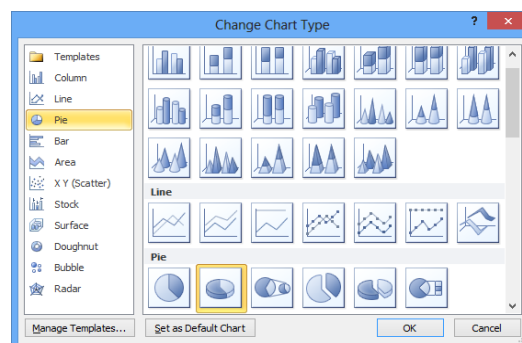 Change Chart Type
?
×
Templates
Column
Line
Pie
Bar
Area
X Y (Scatter)
Stock
Surface
Doughnut
Bubble
Radar
Line
Pie
Manage Templates...
Set as Default Chart
OK
Cancel